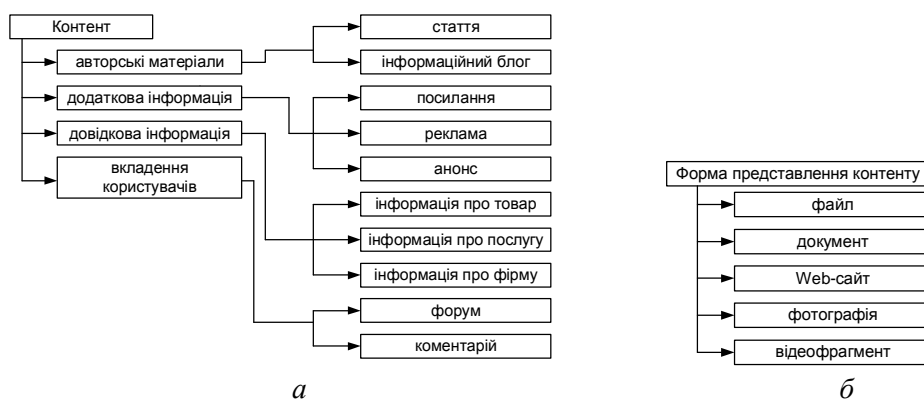 Контент
авторські матеріали
додаткова інформація
довідкова інформація
вкладення
користувачів
стаття
інформаційний блог
посилання
реклама
анонс
інформація про товар
інформація про послугу
інформація про фірму
форум
коментарій
а
Форма представлення контенту
файл
документ
Web-сайт
фотографія
відеофрагмент
б